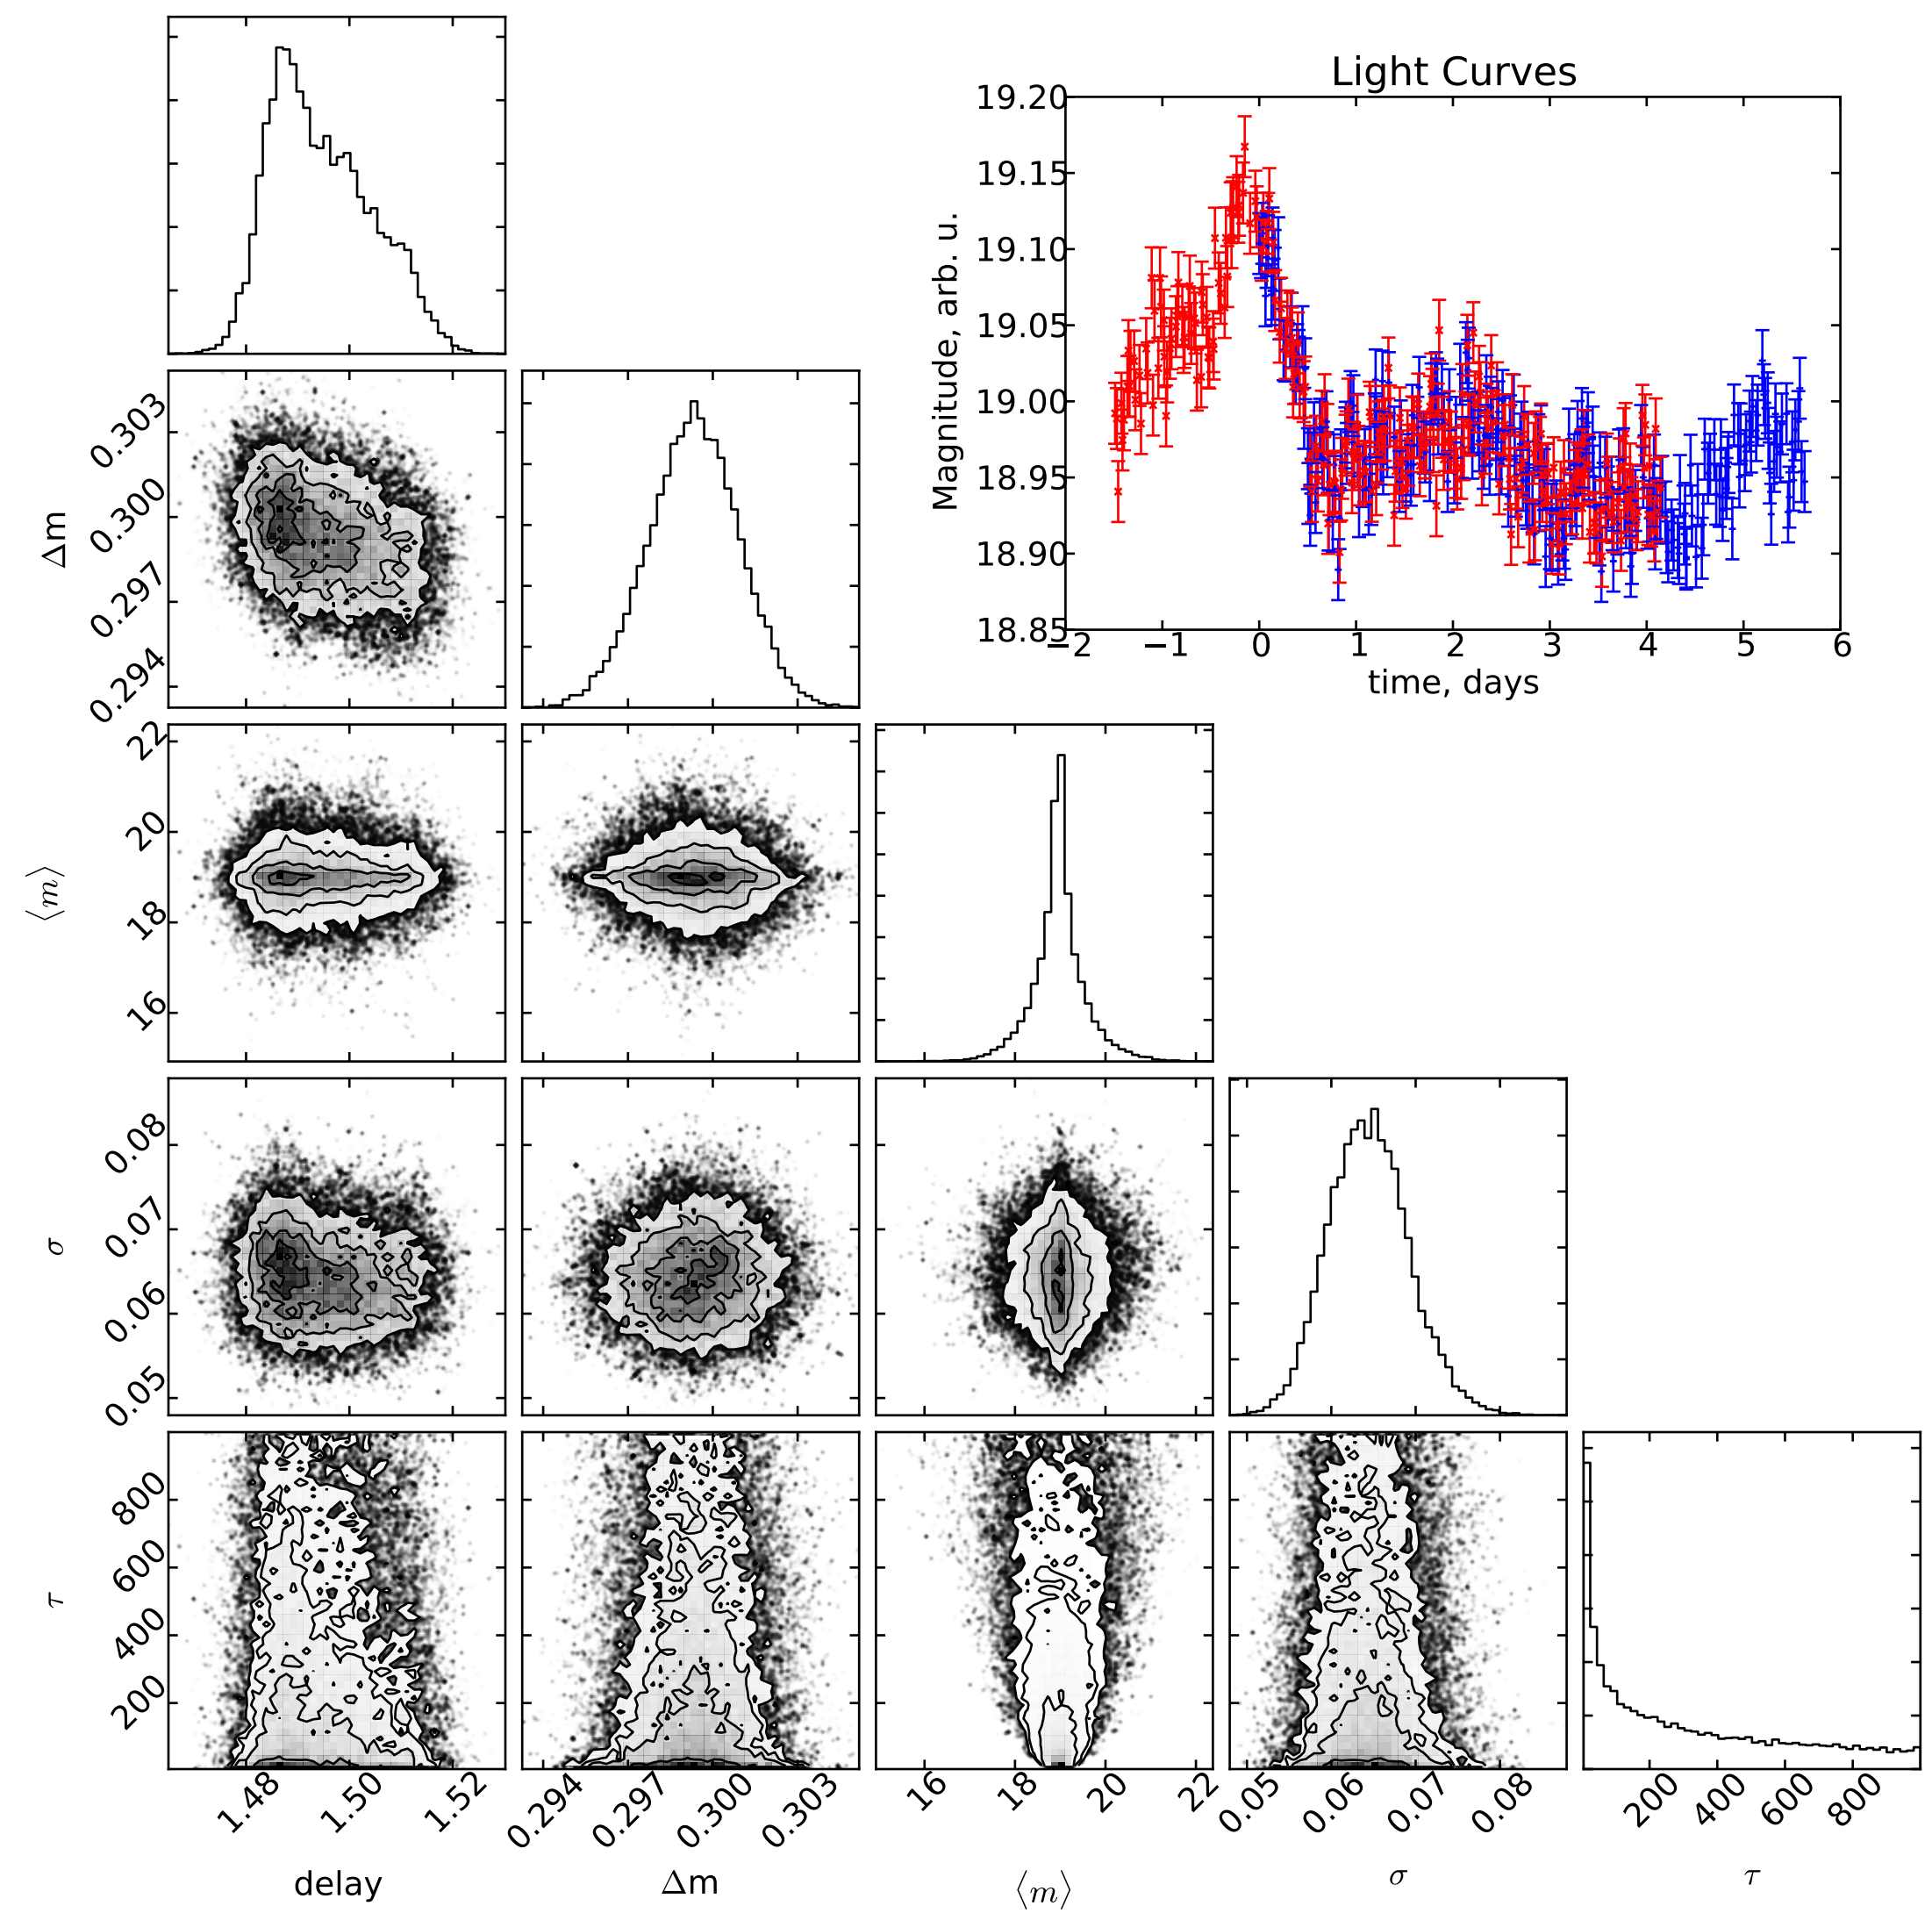 Light Curves
19.20
19.15
19.10
19.05
19.00
18.95
18.90
18.85
Magnitude, arb. u.
−2 −1 0 1 2 3 4 5 6
time, days
0.303
0.300
0.297
0.294
Δm
22
20
18
16
⟨m⟩
0.08
0.07
0.06
0.05
σ
800
600
400
200
τ
1.48 1.50 1.52 0.294 0.297 0.300 0.303 16 18 20 22 0.05 0.06 0.07 0.08 200 400 600 800
delay Δm ⟨m⟩ σ τ